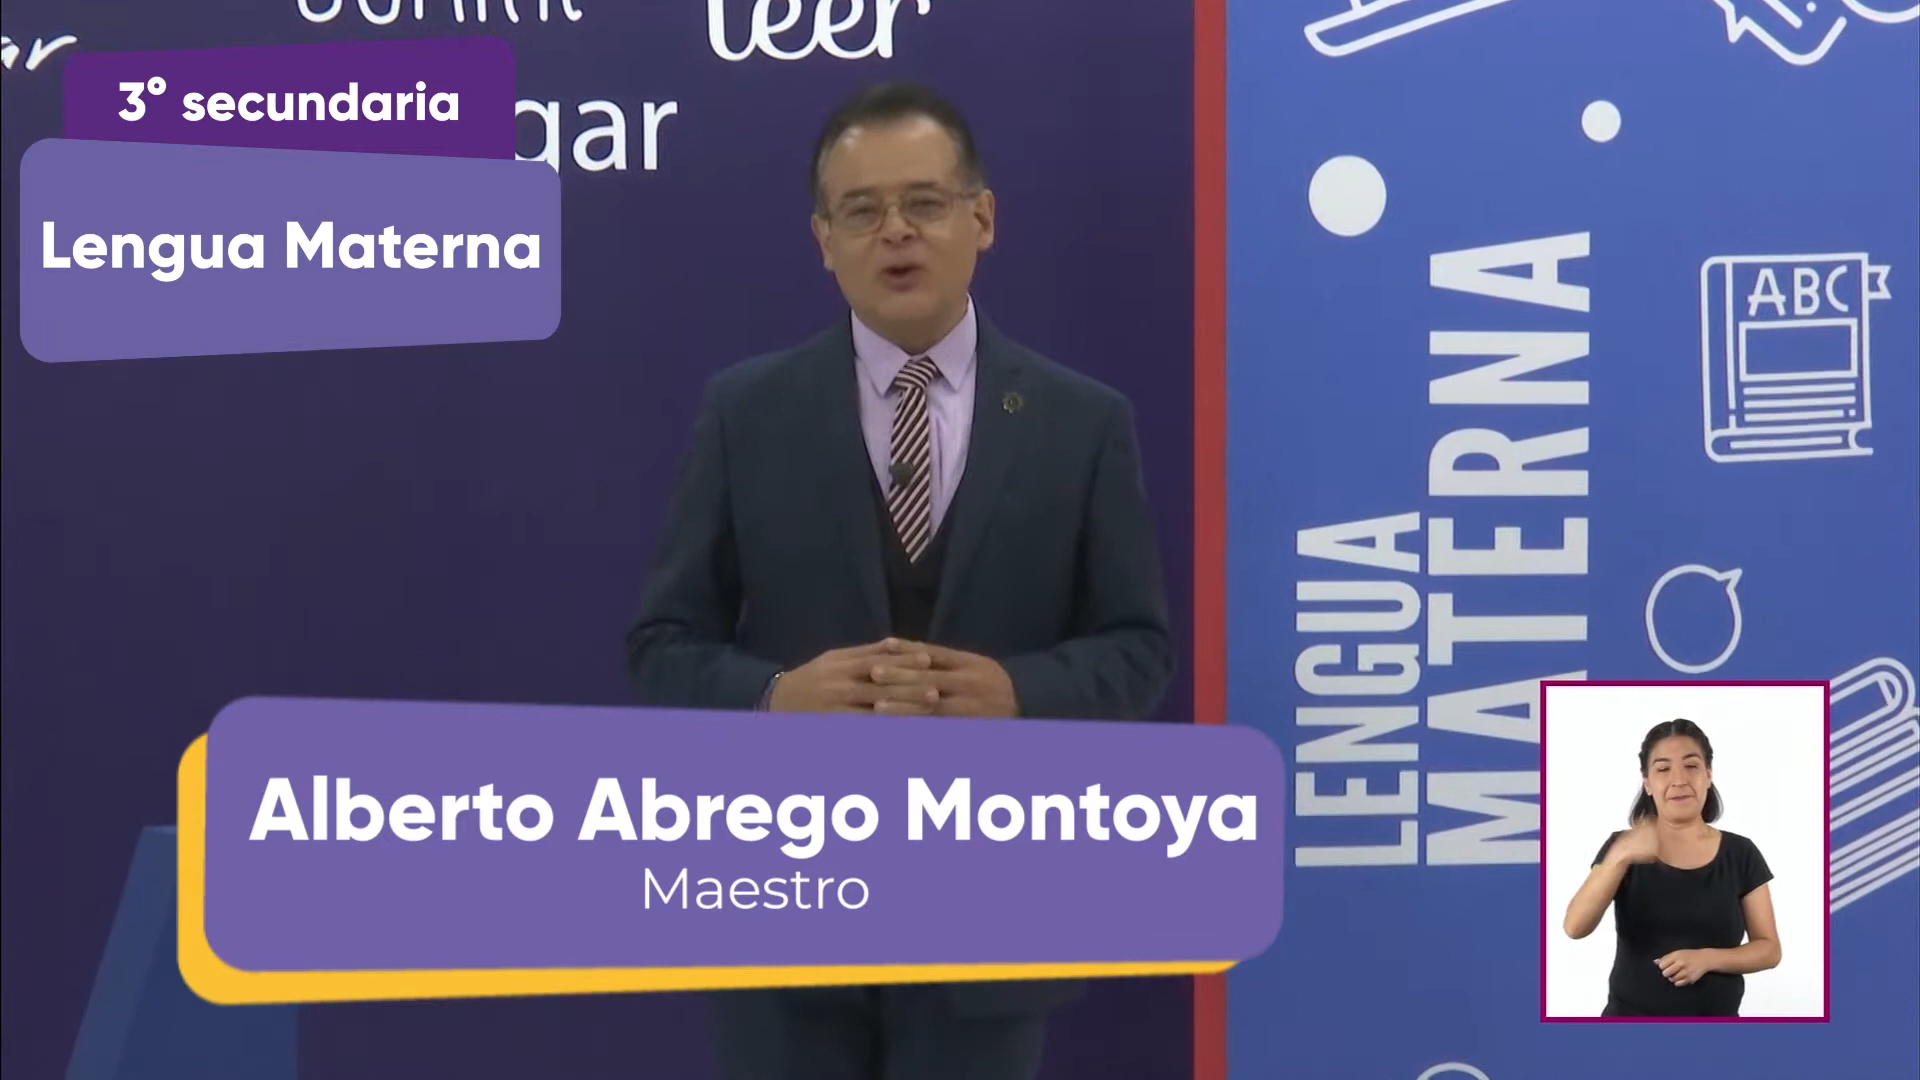 leer
gar
3° secundaria
Lengua Materna
LENGUA
MATERNA
ABC
Alberto Abrego Montoya
Maestro